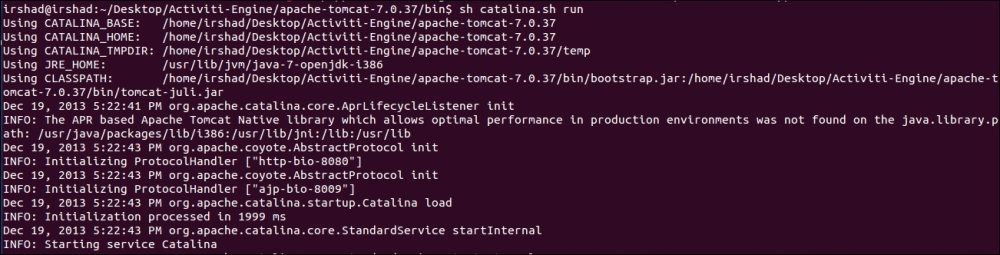 irshad@irshad:~/Desktop/Activiti-Engine/apache-tomcat-7.0.37/bin$ sh catalina.sh run
Using CATALINA_BASE:   /home/irshad/Desktop/Activiti-Engine/apache-tomcat-7.0.37
Using CATALINA_HOME:   /home/irshad/Desktop/Activiti-Engine/apache-tomcat-7.0.37
Using CATALINA_TMPDIR: /home/irshad/Desktop/Activiti-Engine/apache-tomcat-7.0.37/temp
Using JRE_HOME:        /usr/lib/jvm/java-7-openjdk-i386
Using CLASSPATH:       /home/irshad/Desktop/Activiti-Engine/apache-tomcat-7.0.37/bin/bootstrap.jar:/home/irshad/Desktop/Activiti-Engine/apache-t
omcat-7.0.37/bin/tomcat-juli.jar
Dec 19, 2013 5:22:41 PM org.apache.catalina.core.AprLifecycleListener init
INFO: The APR based Apache Tomcat Native library which allows optimal performance in production environments was not found on the java.library.p
ath: /usr/java/packages/lib/i386:/usr/lib/jni:/lib:/usr/lib
Dec 19, 2013 5:22:43 PM org.apache.coyote.AbstractProtocol init
INFO: Initializing ProtocolHandler ["http-bio-8080"]
Dec 19, 2013 5:22:43 PM org.apache.coyote.AbstractProtocol init
INFO: Initializing ProtocolHandler ["ajp-bio-8009"]
Dec 19, 2013 5:22:43 PM org.apache.catalina.startup.Catalina load
INFO: Initialization processed in 1999 ms
Dec 19, 2013 5:22:43 PM org.apache.catalina.core.StandardService startInternal
INFO: Starting service Catalina